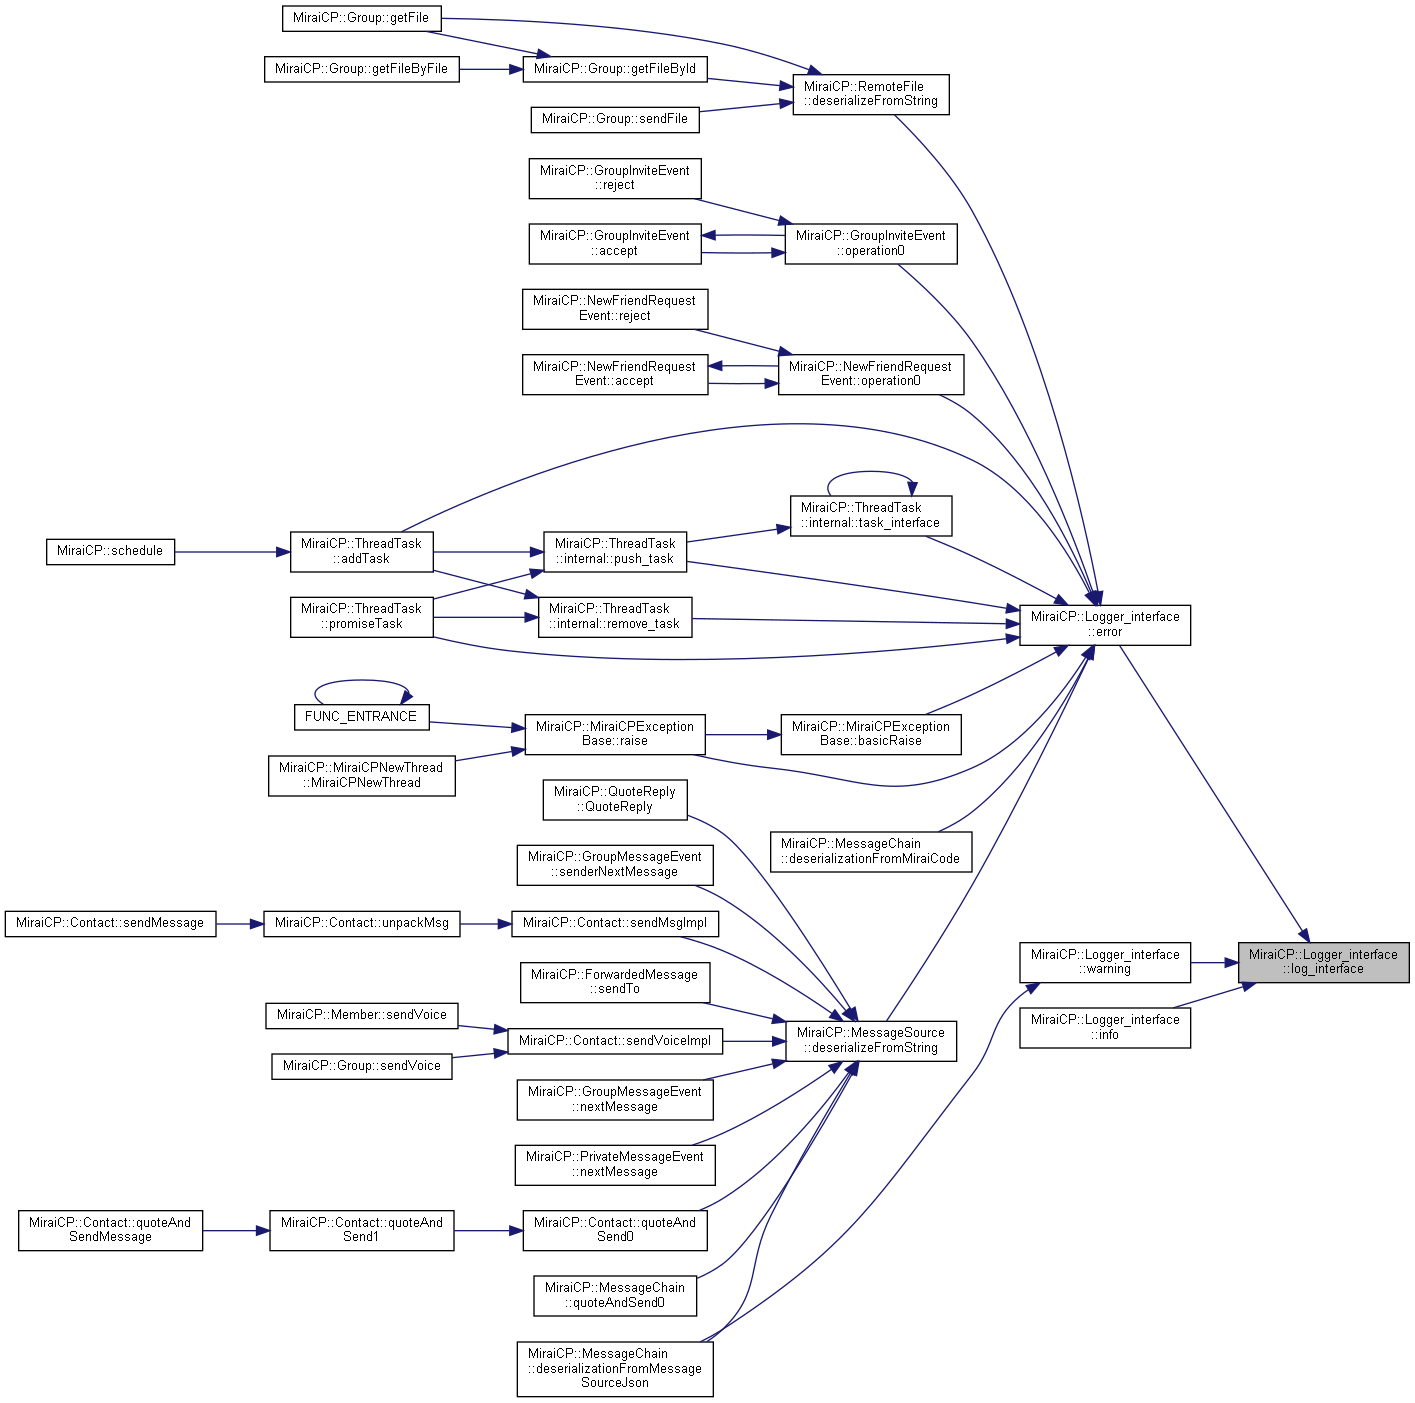 MiraiCP::Group::getFile
MiraiCP::Group::getFileByFile
MiraiCP::Group::getFileById
MiraiCP::RemoteFile
::deserializeFromString
MiraiCP::Group::sendFile
MiraiCP::GroupInviteEvent
::reject
MiraiCP::GroupInviteEvent
::accept
MiraiCP::GroupInviteEvent
::operation0
MiraiCP::NewFriendRequest
Event::reject
MiraiCP::NewFriendRequest
Event::accept
MiraiCP::NewFriendRequest
Event::operation0
MiraiCP::ThreadTask
::internal::task_interface
MiraiCP::schedule
MiraiCP::ThreadTask
::addTask
MiraiCP::ThreadTask
::internal::push_task
MiraiCP::ThreadTask
::promiseTask
MiraiCP::ThreadTask
::internal::remove_task
MiraiCP::Logger_interface
::error
FUNC_ENTRANCE
MiraiCP::MiraiCPException
Base::raise
MiraiCP::MiraiCPException
Base::basicRaise
MiraiCP::MiraiCPNewThread
::MiraiCPNewThread
MiraiCP::QuoteReply
::QuoteReply
MiraiCP::MessageChain
::deserializationFromMiraiCode
MiraiCP::GroupMessageEvent
::senderNextMessage
MiraiCP::Contact::sendMessage
MiraiCP::Contact::unpackMsg
MiraiCP::Contact::sendMsgImpl
MiraiCP::Logger_interface
::warning
MiraiCP::Logger_interface
::log_interface
MiraiCP::ForwardedMessage
::sendTo
MiraiCP::Member::sendVoice
MiraiCP::Logger_interface
::info
MiraiCP::Contact::sendVoiceImpl
MiraiCP::MessageSource
::deserializeFromString
MiraiCP::Group::sendVoice
MiraiCP::GroupMessageEvent
::nextMessage
MiraiCP::PrivateMessageEvent
::nextMessage
MiraiCP::Contact::quoteAnd
SendMessage
MiraiCP::Contact::quoteAnd
Send1
MiraiCP::Contact::quoteAnd
Send0
MiraiCP::MessageChain
::quoteAndSend0
MiraiCP::MessageChain
::deserializationFromMessage
SourceJson